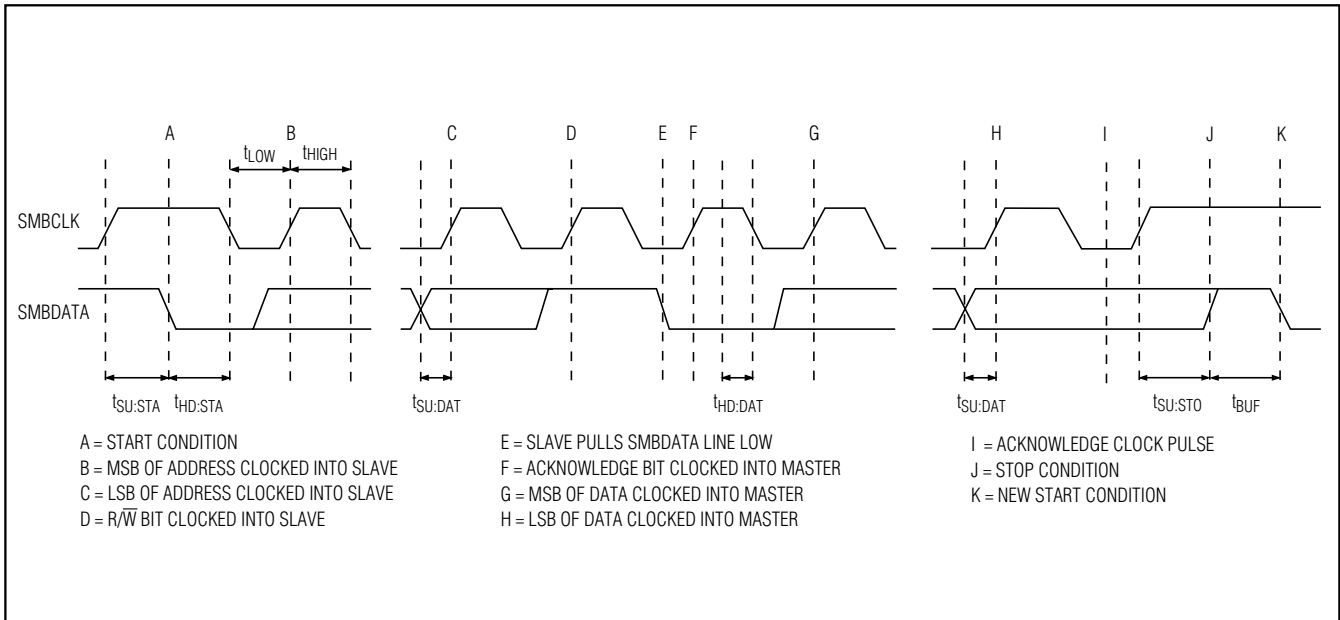 A B C D E F G H I J K
tLOW tHIGH
SMBCLK
SMBDATA
tSU:STA tHD:STA tSU:DAT tHD:DAT tSU:DAT tSU:STO tBUF
A = START CONDITION
B = MSB OF ADDRESS CLOCKED INTO SLAVE
C = LSB OF ADDRESS CLOCKED INTO SLAVE
D = R/W̅ BIT CLOCKED INTO SLAVE
E = SLAVE PULLS SMBDATA LINE LOW
F = ACKNOWLEDGE BIT CLOCKED INTO MASTER
G = MSB OF DATA CLOCKED INTO MASTER
H = LSB OF DATA CLOCKED INTO MASTER
I = ACKNOWLEDGE CLOCK PULSE
J = STOP CONDITION
K = NEW START CONDITION